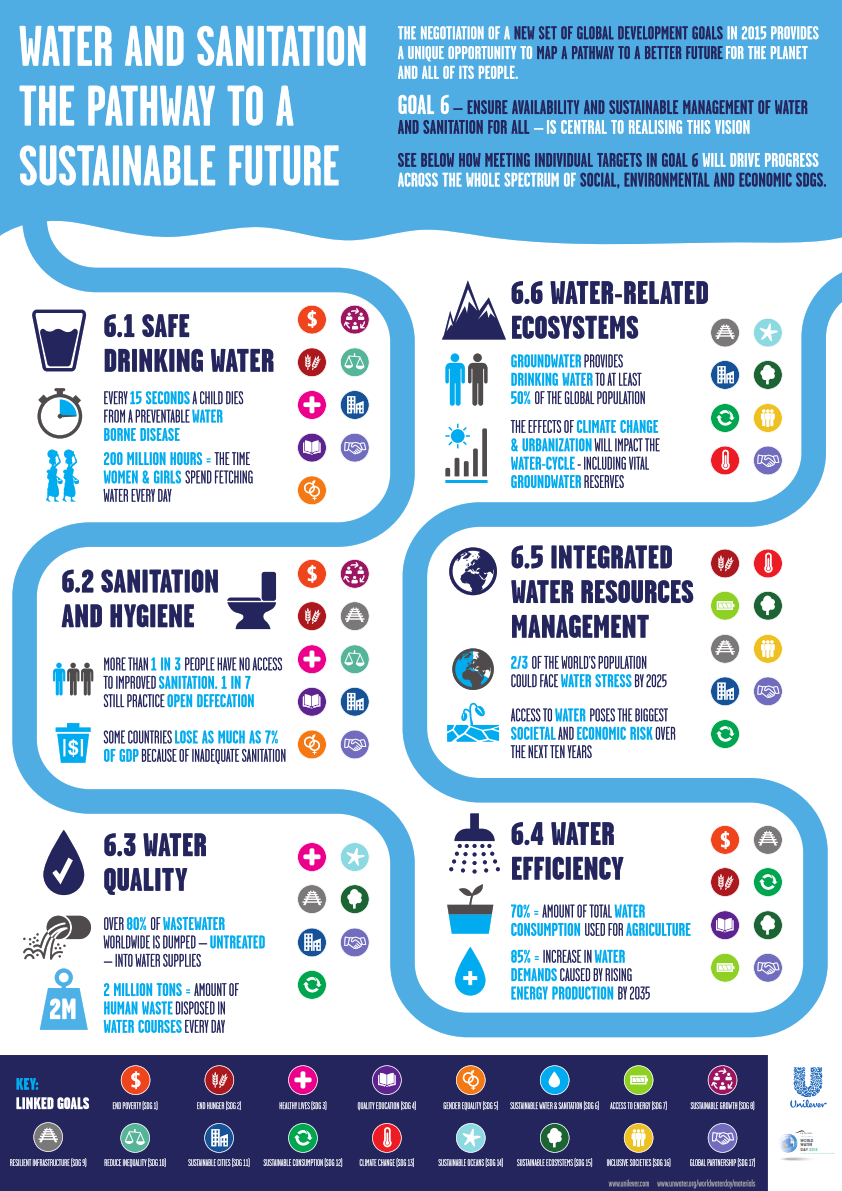 WATER AND SANITATION
THE PATHWAY TO A
SUSTAINABLE FUTURE
THE NEGOTIATION OF A NEW SET OF GLOBAL DEVELOPMENT GOALS IN 2015 PROVIDES
A UNIQUE OPPORTUNITY TO MAP A PATHWAY TO A BETTER FUTURE FOR THE PLANET
AND ALL OF ITS PEOPLE.
GOAL 6 – ENSURE AVAILABILITY AND SUSTAINABLE MANAGEMENT OF WATER
AND SANITATION FOR ALL – IS CENTRAL TO REALISING THIS VISION
SEE BELOW HOW MEETING INDIVIDUAL TARGETS IN GOAL 6 WILL DRIVE PROGRESS
ACROSS THE WHOLE SPECTRUM OF SOCIAL, ENVIRONMENTAL AND ECONOMIC SDGS.
6.1 SAFE
DRINKING WATER
EVERY 15 SECONDS A CHILD DIES
FROM A PREVENTABLE WATER
BORNE DISEASE
200 MILLION HOURS = THE TIME
WOMEN & GIRLS SPEND FETCHING
WATER EVERY DAY
$
6.2 SANITATION
AND HYGIENE
MORE THAN 1 IN 3 PEOPLE HAVE NO ACCESS
TO IMPROVED SANITATION. 1 IN 7
STILL PRACTICE OPEN DEFECATION
|$|
SOME COUNTRIES LOSE AS MUCH AS 7%
OF GDP BECAUSE OF INADEQUATE SANITATION
$
6.3 WATER
QUALITY
OVER 80% OF WASTEWATER
WORLDWIDE IS DUMPED – UNTREATED
– INTO WATER SUPPLIES
2M
2 MILLION TONS = AMOUNT OF
HUMAN WASTE DISPOSED IN
WATER COURSES EVERY DAY
6.6 WATER-RELATED
ECOSYSTEMS
GROUNDWATER PROVIDES
DRINKING WATER TO AT LEAST
50% OF THE GLOBAL POPULATION
THE EFFECTS OF CLIMATE CHANGE
& URBANIZATION WILL IMPACT THE
WATER-CYCLE - INCLUDING VITAL
GROUNDWATER RESERVES
6.5 INTEGRATED
WATER RESOURCES
MANAGEMENT
2/3 OF THE WORLD'S POPULATION
COULD FACE WATER STRESS BY 2025
ACCESS TO WATER POSES THE BIGGEST
SOCIETAL AND ECONOMIC RISK OVER
THE NEXT TEN YEARS
6.4 WATER
EFFICIENCY
70% = AMOUNT OF TOTAL WATER
CONSUMPTION USED FOR AGRICULTURE
85% = INCREASE IN WATER
DEMANDS CAUSED BY RISING
ENERGY PRODUCTION BY 2035
$
KEY:
LINKED GOALS
$
END POVERTY (SDG 1)
END HUNGER (SDG 2)
HEALTHY LIVES (SDG 3)
QUALITY EDUCATION (SDG 4)
GENDER EQUALITY (SDG 5)
SUSTAINABLE WATER & SANITATION (SDG 6)
ACCESS TO ENERGY (SDG 7)
SUSTAINABLE GROWTH (SDG 8)
RESILIENT INFRASTRUCTURE (SDG 9)
REDUCE INEQUALITY (SDG 10)
SUSTAINABLE CITIES (SDG 11)
SUSTAINABLE CONSUMPTION (SDG 12)
CLIMATE CHANGE (SDG 13)
SUSTAINABLE OCEANS (SDG 14)
SUSTAINABLE ECOSYSTEMS (SDG 15)
INCLUSIVE SOCIETIES (SDG 16)
GLOBAL PARTNERSHIP (SDG 17)
www.unilever.com www.unwater.org/worldwaterday/materials
Unilever
WORLD
WATER
DAY